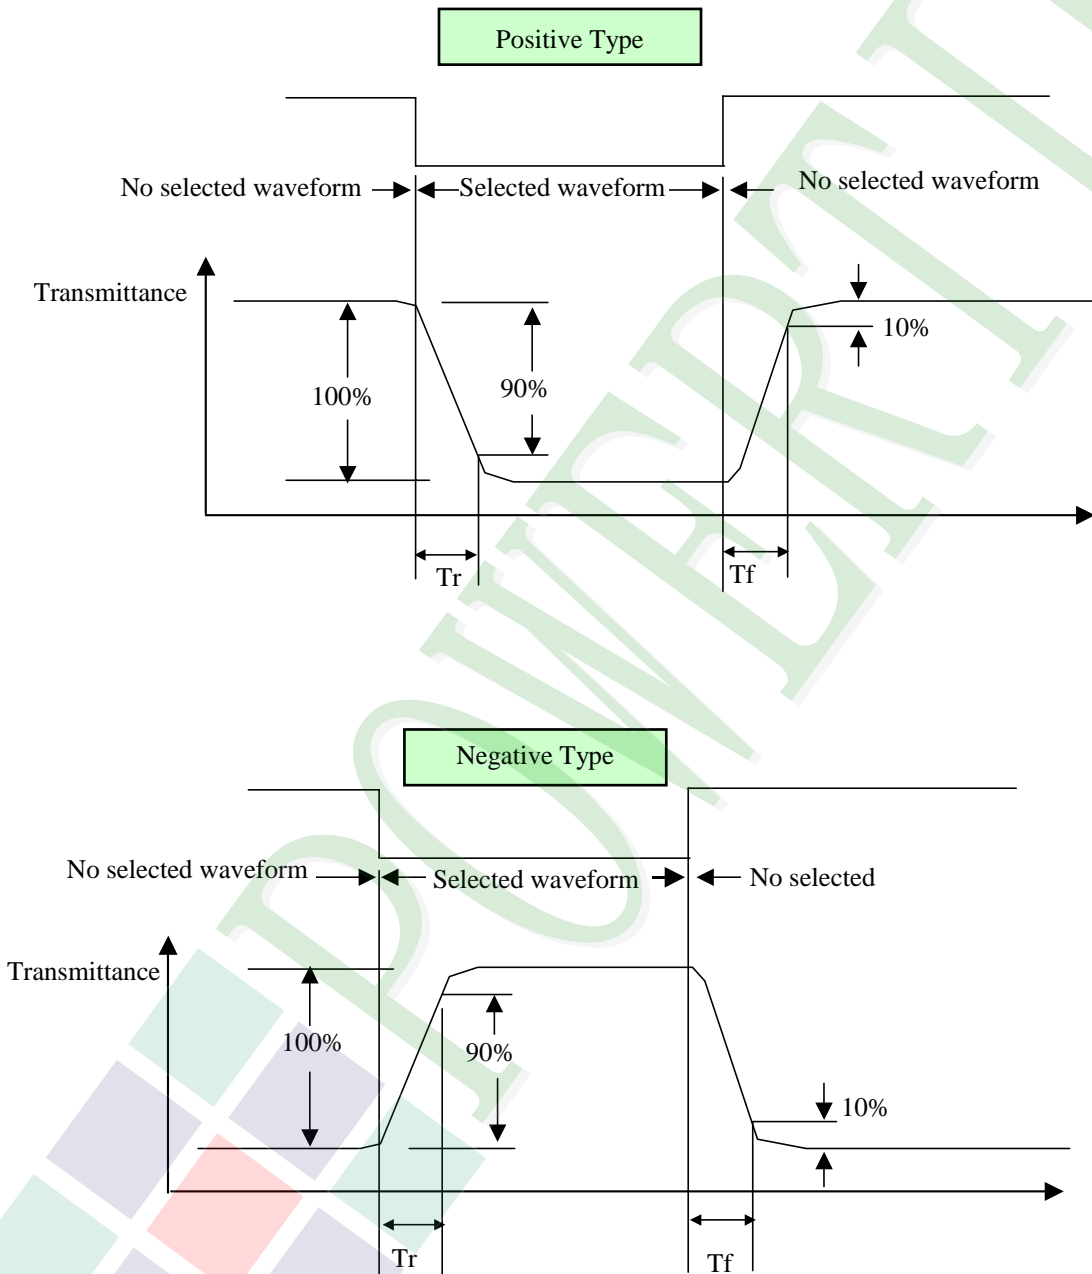 Positive Type
No selected waveform
Selected waveform
No selected waveform
Transmittance
100%
90%
10%
Tr
Tf
Negative Type
No selected waveform
Selected waveform
No selected
Transmittance
100%
90%
10%
Tr
Tf